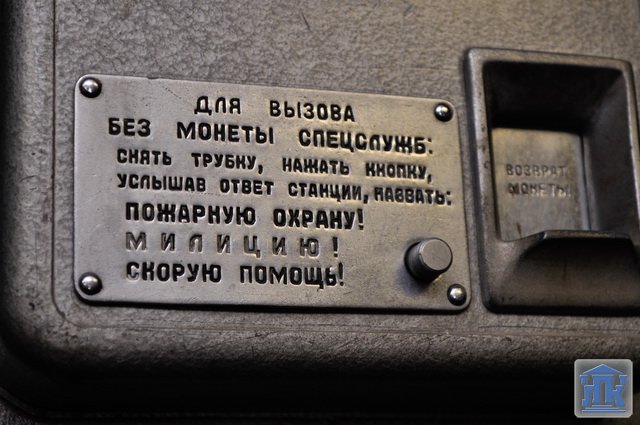 ДЛЯ ВЫЗОВА
БЕЗ МОНЕТЫ СПЕЦСЛУЖБ:
СНЯТЬ ТРУБКУ, НАЖАТЬ КНОПКУ,
УСЛЫШАВ ОТВЕТ СТАНЦИИ, НАЗВАТЬ:
ПОЖАРНУЮ ОХРАНУ!
МИЛИЦИЮ!
СКОРУЮ ПОМОЩЬ!
ВОЗВРАТ
МОНЕТЫ